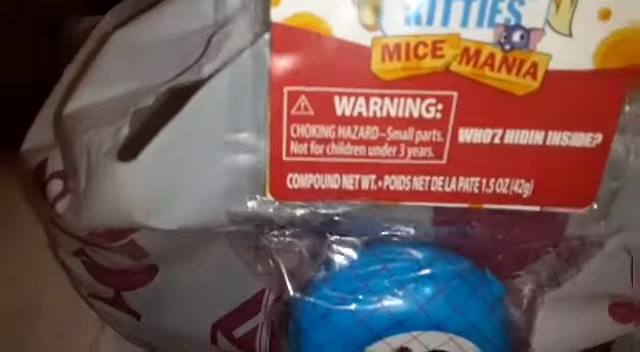 KITTIES
MICE MANIA
WARNING:
CHOKING HAZARD–Small parts.
Not for children under 3 years.
WHO'Z HIDIN INSIDE?
COMPOUND NET WT. • POIDS NET DE LA PATE 1.5 OZ (42g)